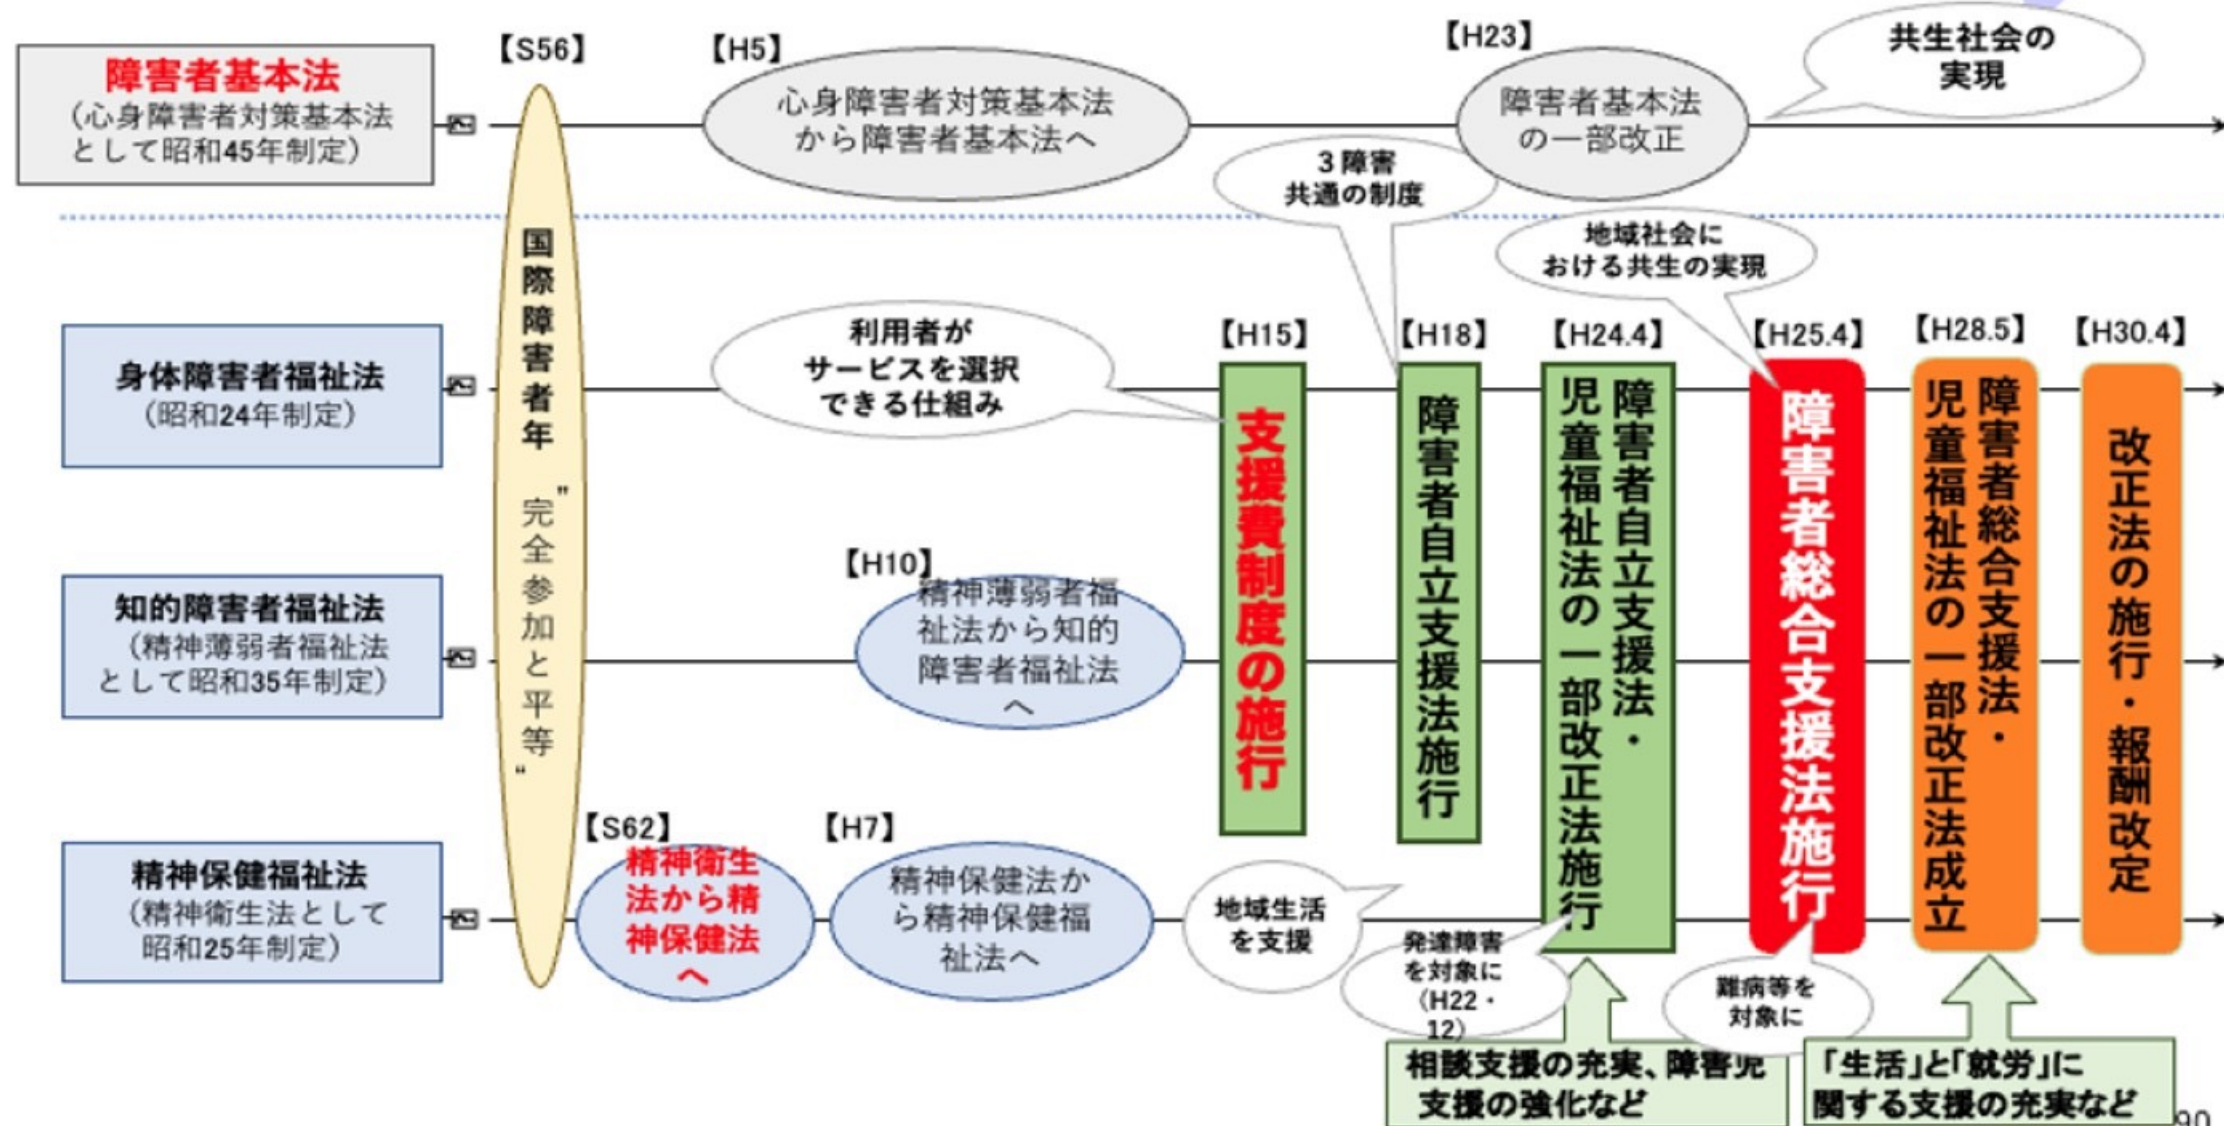 【S56】
【H5】
【H23】
共生社会の
実現
障害者基本法
（心身障害者対策基本法
として昭和45年制定）
心身障害者対策基本法
から障害者基本法へ
障害者基本法
の一部改正
３障害
共通の制度
地域社会に
おける共生の実現
国際障害者年 "完全参加と平等“
身体障害者福祉法
（昭和24年制定）
利用者が
サービスを選択
できる仕組み
【H15】
【H18】
【H24.4】
【H25.4】
【H28.5】
【H30.4】
支援費制度の施行
障害者自立支援法施行
障害者自立支援法・
児童福祉法の一部改正法施行
障害者総合支援法施行
障害者総合支援法・
児童福祉法の一部改正法成立
改正法の施行・報酬改定
知的障害者福祉法
（精神薄弱者福祉法
として昭和35年制定）
【H10】
精神薄弱者福
祉法から知的
障害者福祉法
へ
精神保健福祉法
（精神衛生法として
昭和25年制定）
【S62】
精神衛生
法から精
神保健法
へ
【H7】
精神保健法か
ら精神保健福
祉法へ
地域生活
を支援
発達障害
を対象に
（H22・
12）
難病等を
対象に
相談支援の充実、障害児
支援の強化など
「生活」と「就労」に
関する支援の充実など
90